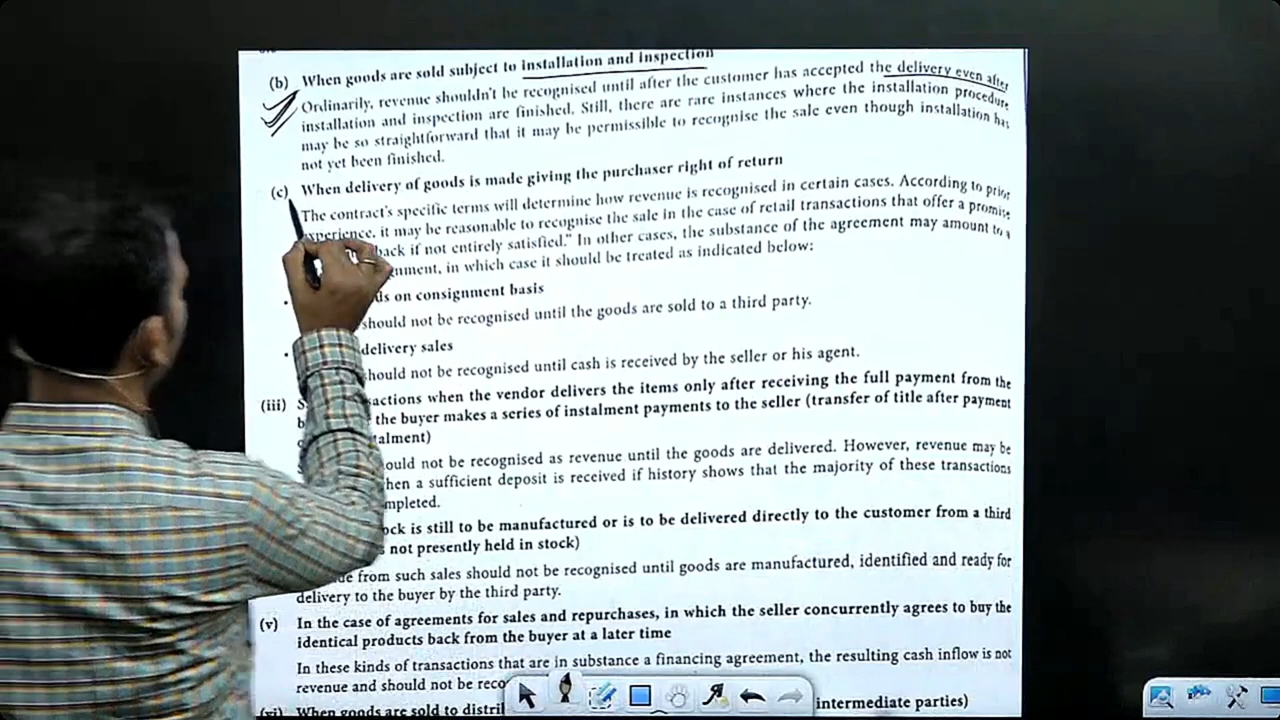 (b) When goods are sold subject to installation and inspection
Ordinarily, revenue shouldn't be recognised until after the customer has accepted the delivery even after
installation and inspection are finished. Still, there are rare instances where the installation procedure
may be so straightforward that it may be permissible to recognise the sale even though installation has
not yet been finished.
(c) When delivery of goods is made giving the purchaser right of return
The contract's specific terms will determine how revenue is recognised in certain cases. According to prior
experience, it may be reasonable to recognise the sale in the case of retail transactions that offer a promise
back if not entirely satisfied." In other cases, the substance of the agreement may amount to a
in which case it should be treated as indicated below:
• on consignment basis
should not be recognised until the goods are sold to a third party.
• delivery sales
should not be recognised until cash is received by the seller or his agent.
(iii) when the vendor delivers the items only after receiving the full payment from the
the buyer makes a series of instalment payments to the seller (transfer of title after payment
not be recognised as revenue until the goods are delivered. However, revenue may be
a sufficient deposit is received if history shows that the majority of these transactions
is still to be manufactured or is to be delivered directly to the customer from a third
not presently held in stock)
from such sales should not be recognised until goods are manufactured, identified and ready for
delivery to the buyer by the third party.
(v) In the case of agreements for sales and repurchases, in which the seller concurrently agrees to buy the
identical products back from the buyer at a later time
In these kinds of transactions that are in substance a financing agreement, the resulting cash inflow is not
revenue and should not be
(vi) When goods are sold to intermediate parties)